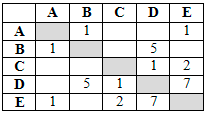 A B C D E
A 1 1
B 1 5
C 1 2
D 5 1 7
E 1 2 7